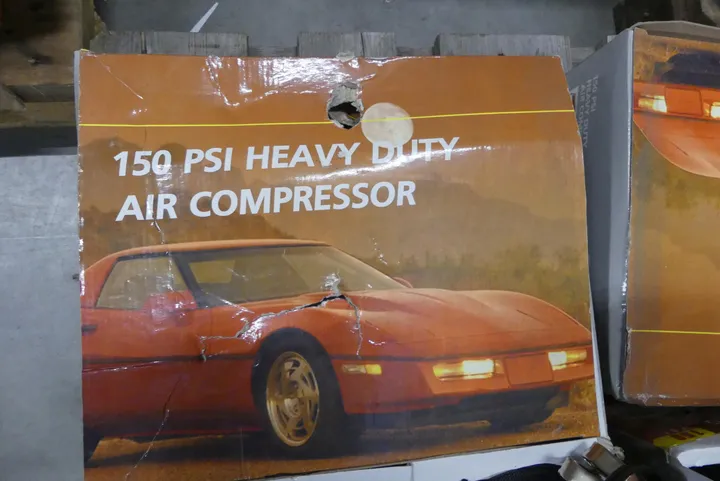 150 PSI HEAVY DUTY
AIR COMPRESSOR